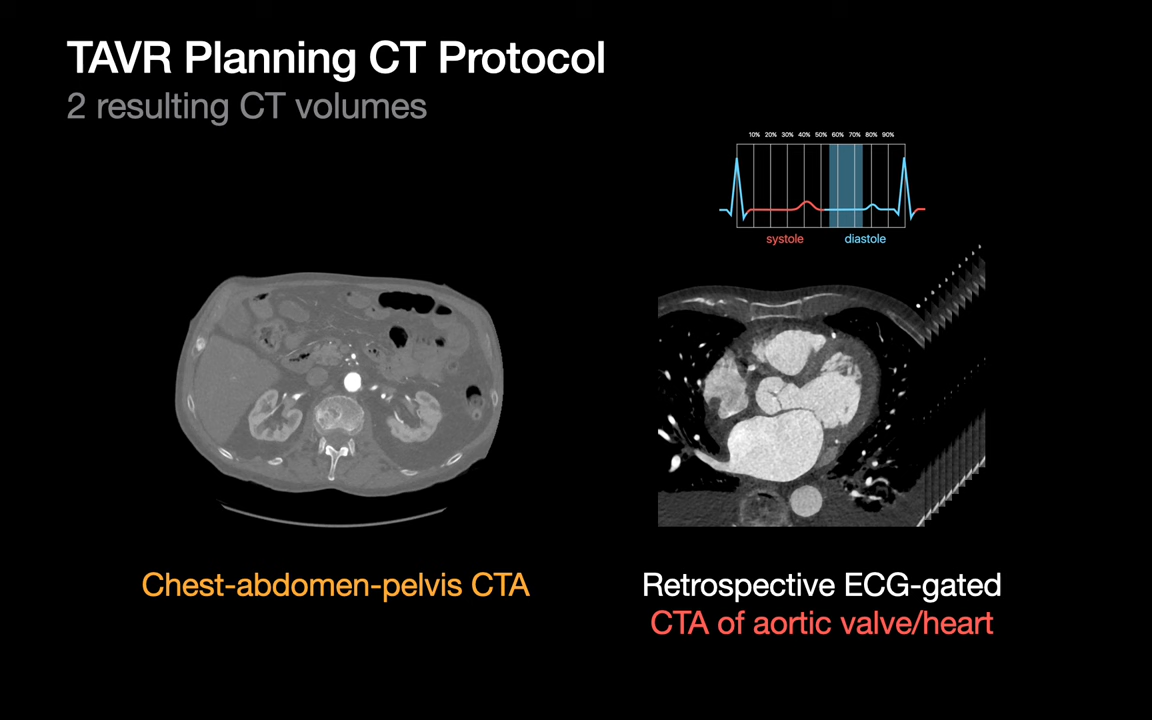 TAVR Planning CT Protocol
2 resulting CT volumes
10% 20% 30% 40% 50% 60% 70% 80% 90%
systole diastole
Chest-abdomen-pelvis CTA
Retrospective ECG-gated
CTA of aortic valve/heart